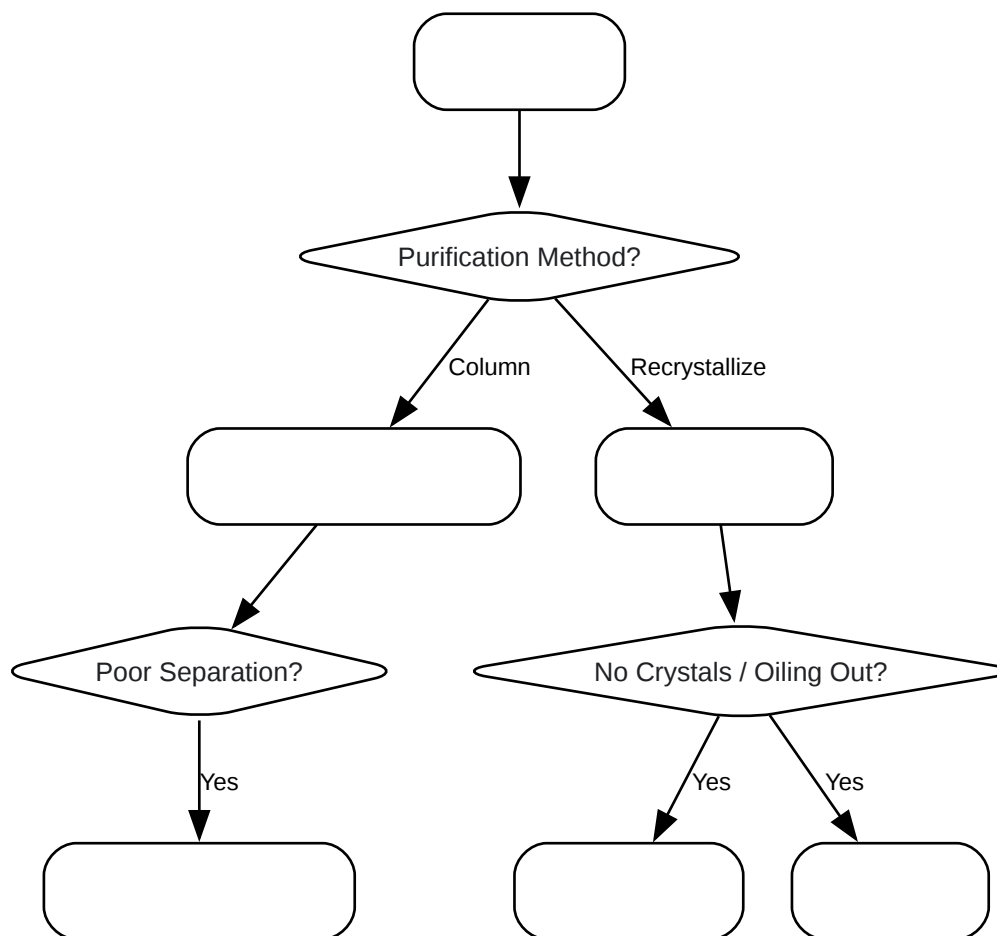 Purification Method?
Column
Recrystallize
Poor Separation?
No Crystals / Oiling Out?
Yes
Yes
Yes